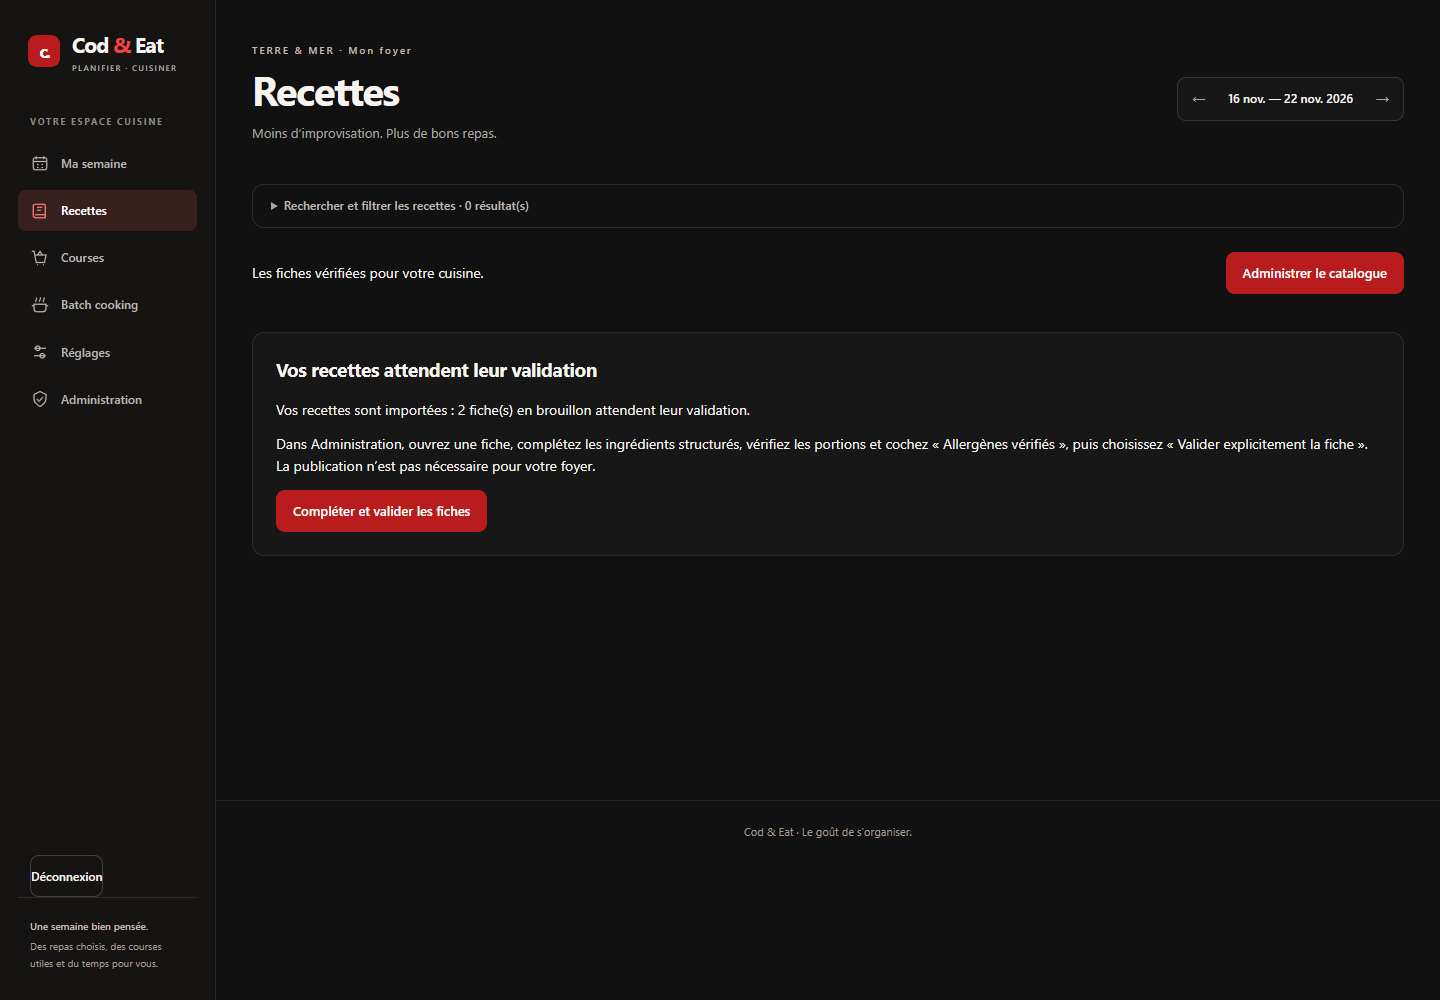 Cod & Eat
PLANIFIER · CUISINER
VOTRE ESPACE CUISINE
Ma semaine
Recettes
Courses
Batch cooking
Réglages
Administration
Déconnexion
Une semaine bien pensée.
Des repas choisis, des courses
utiles et du temps pour vous.
TERRE & MER · Mon foyer
Recettes
Moins d’improvisation. Plus de bons repas.
← 16 nov. — 22 nov. 2026 →
Rechercher et filtrer les recettes · 0 résultat(s)
Les fiches vérifiées pour votre cuisine.
Administrer le catalogue
Vos recettes attendent leur validation
Vos recettes sont importées : 2 fiche(s) en brouillon attendent leur validation.
Dans Administration, ouvrez une fiche, complétez les ingrédients structurés, vérifiez les portions et cochez « Allergènes vérifiés », puis choisissez « Valider explicitement la fiche ».
La publication n’est pas nécessaire pour votre foyer.
Compléter et valider les fiches
Cod & Eat · Le goût de s’organiser.